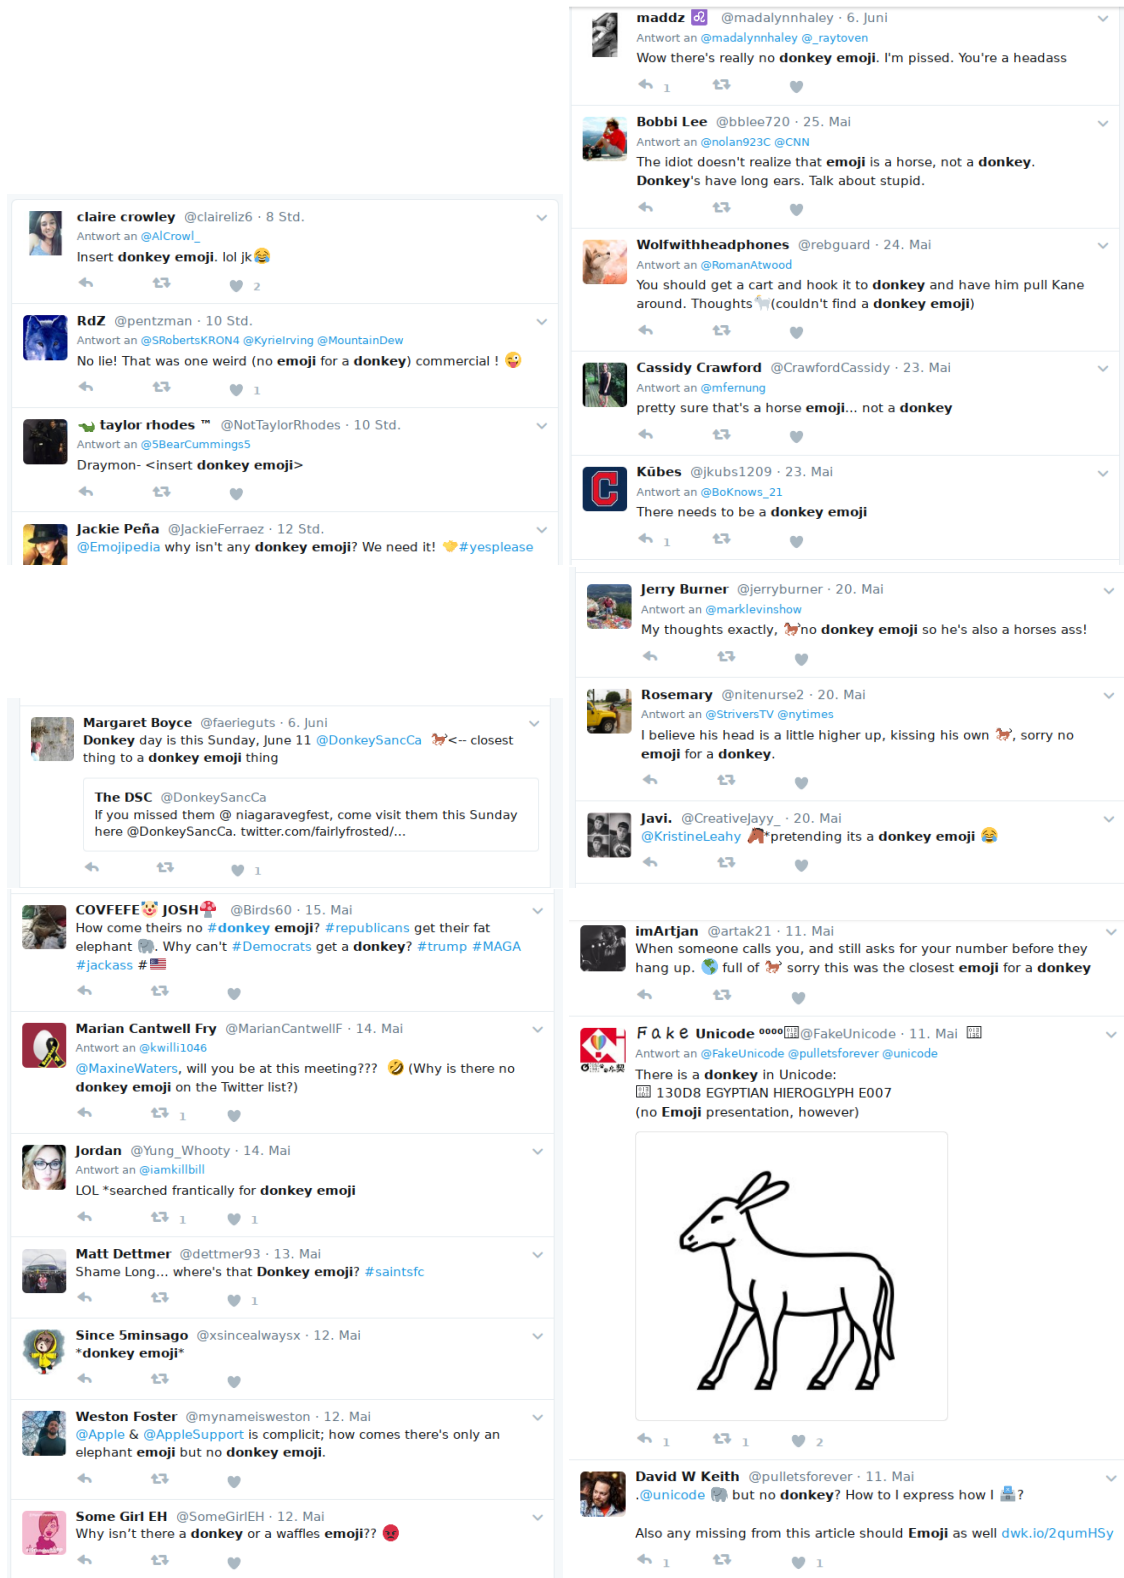 claire crowley @claireliz6 · 8 Std.
Antwort an @AlCrowl_
Insert donkey emoji. lol jk😂
2
RdZ @pentzman · 10 Std.
Antwort an @SRobertsKRON4 @KyrieIrving @MountainDew
No lie! That was one weird (no emoji for a donkey) commercial ! 😜
1
🐊 taylor rhodes ™ @NotTaylorRhodes · 10 Std.
Antwort an @5BearCummings5
Draymon- <insert donkey emoji>
Jackie Peña @JackieFerraez · 12 Std.
@Emojipedia why isn't any donkey emoji? We need it! #yesplease
maddz ♌ @madalynnhaley · 6. Juni
Antwort an @madalynnhaley @_raytoven
Wow there's really no donkey emoji. I'm pissed. You're a headass
1
Bobbi Lee @bblee720 · 25. Mai
Antwort an @nolan923C @CNN
The idiot doesn't realize that emoji is a horse, not a donkey.
Donkey's have long ears. Talk about stupid.
Wolfwithheadphones @rebguard · 24. Mai
Antwort an @RomanAtwood
You should get a cart and hook it to donkey and have him pull Kane
around. Thoughts🐐(couldn't find a donkey emoji)
Cassidy Crawford @CrawfordCassidy · 23. Mai
Antwort an @mfernung
pretty sure that's a horse emoji... not a donkey
Kübes @jkubs1209 · 23. Mai
Antwort an @BoKnows_21
There needs to be a donkey emoji
1
Margaret Boyce @faerieguts · 6. Juni
Donkey day is this Sunday, June 11 @DonkeySancCa 🐎<-- closest
thing to a donkey emoji thing
The DSC @DonkeySancCa
If you missed them @ niagaravegfest, come visit them this Sunday
here @DonkeySancCa. twitter.com/fairlyfrosted/...
1
Jerry Burner @jerryburner · 20. Mai
Antwort an @marklevinshow
My thoughts exactly, 🐎no donkey emoji so he's also a horses ass!
Rosemary @nitenurse2 · 20. Mai
Antwort an @StriversTV @nytimes
I believe his head is a little higher up, kissing his own 🐎, sorry no
emoji for a donkey.
Javi. @CreativeJayy_ · 20. Mai
@KristineLeahy 🐴*pretending its a donkey emoji 😂
COVFEFE🤡 JOSH🍄 @Birds60 · 15. Mai
How come theirs no #donkey emoji? #republicans get their fat
elephant 🐘. Why can't #Democrats get a donkey? #trump #MAGA
#jackass #🇺🇸
Marian Cantwell Fry @MarianCantwellF · 14. Mai
Antwort an @kwilli1046
@MaxineWaters, will you be at this meeting??? 🤣 (Why is there no
donkey emoji on the Twitter list?)
1
Jordan @Yung_Whooty · 14. Mai
Antwort an @iamkillbill
LOL *searched frantically for donkey emoji
1 1
Matt Dettmer @dettmer93 · 13. Mai
Shame Long... where's that Donkey emoji? #saintsfc
1
Since 5minsago @xsincealwaysx · 12. Mai
*donkey emoji*
Weston Foster @mynameisweston · 12. Mai
@Apple & @AppleSupport is complicit; how comes there's only an
elephant emoji but no donkey emoji.
Some Girl EH @SomeGirlEH · 12. Mai
Why isn't there a donkey or a waffles emoji?? 😡
imArtjan @artak21 · 11. Mai
When someone calls you, and still asks for your number before they
hang up. 🌎 full of 🐎 sorry this was the closest emoji for a donkey
Fake Unicode ⁰⁰⁰⁰ @FakeUnicode · 11. Mai
Antwort an @FakeUnicode @pulletsforever @unicode
There is a donkey in Unicode:
130D8 EGYPTIAN HIEROGLYPH E007
(no Emoji presentation, however)
1 1 2
David W Keith @pulletsforever · 11. Mai
.@unicode 🐘 but no donkey? How to I express how I 🗳?
Also any missing from this article should Emoji as well dwk.io/2qumHSy
1 1